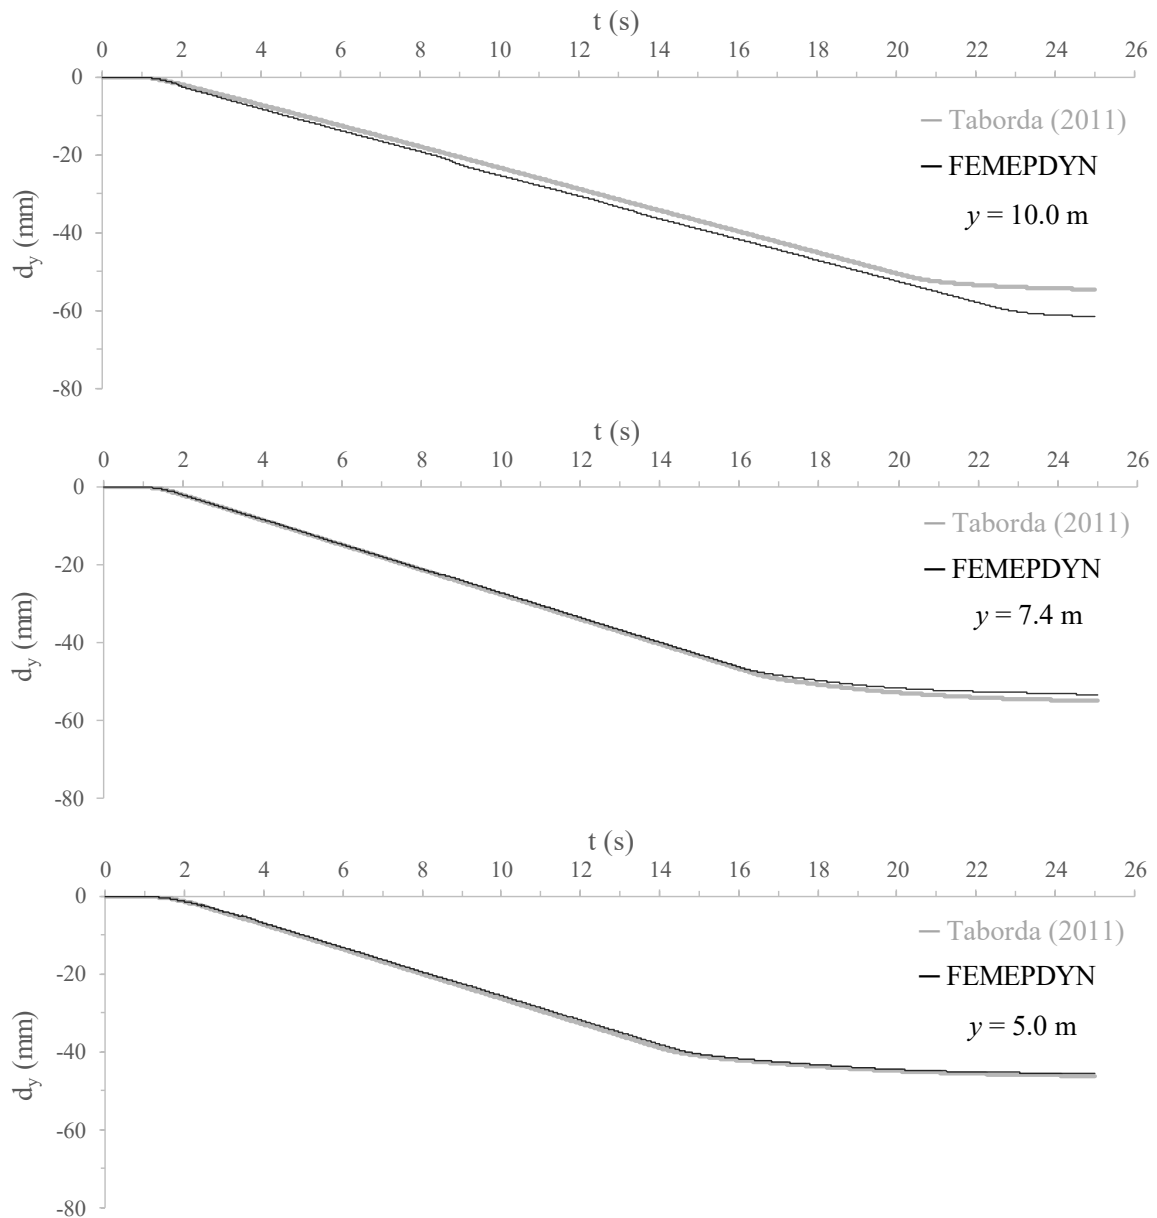 t (s)
0 2 4 6 8 10 12 14 16 18 20 22 24 26
0
-20
-40
-60
-80
d_y (mm)
Taborda (2011)
FEMEPDYN
y = 10.0 m
t (s)
0 2 4 6 8 10 12 14 16 18 20 22 24 26
0
-20
-40
-60
-80
d_y (mm)
Taborda (2011)
FEMEPDYN
y = 7.4 m
t (s)
0 2 4 6 8 10 12 14 16 18 20 22 24 26
0
-20
-40
-60
-80
d_y (mm)
Taborda (2011)
FEMEPDYN
y = 5.0 m